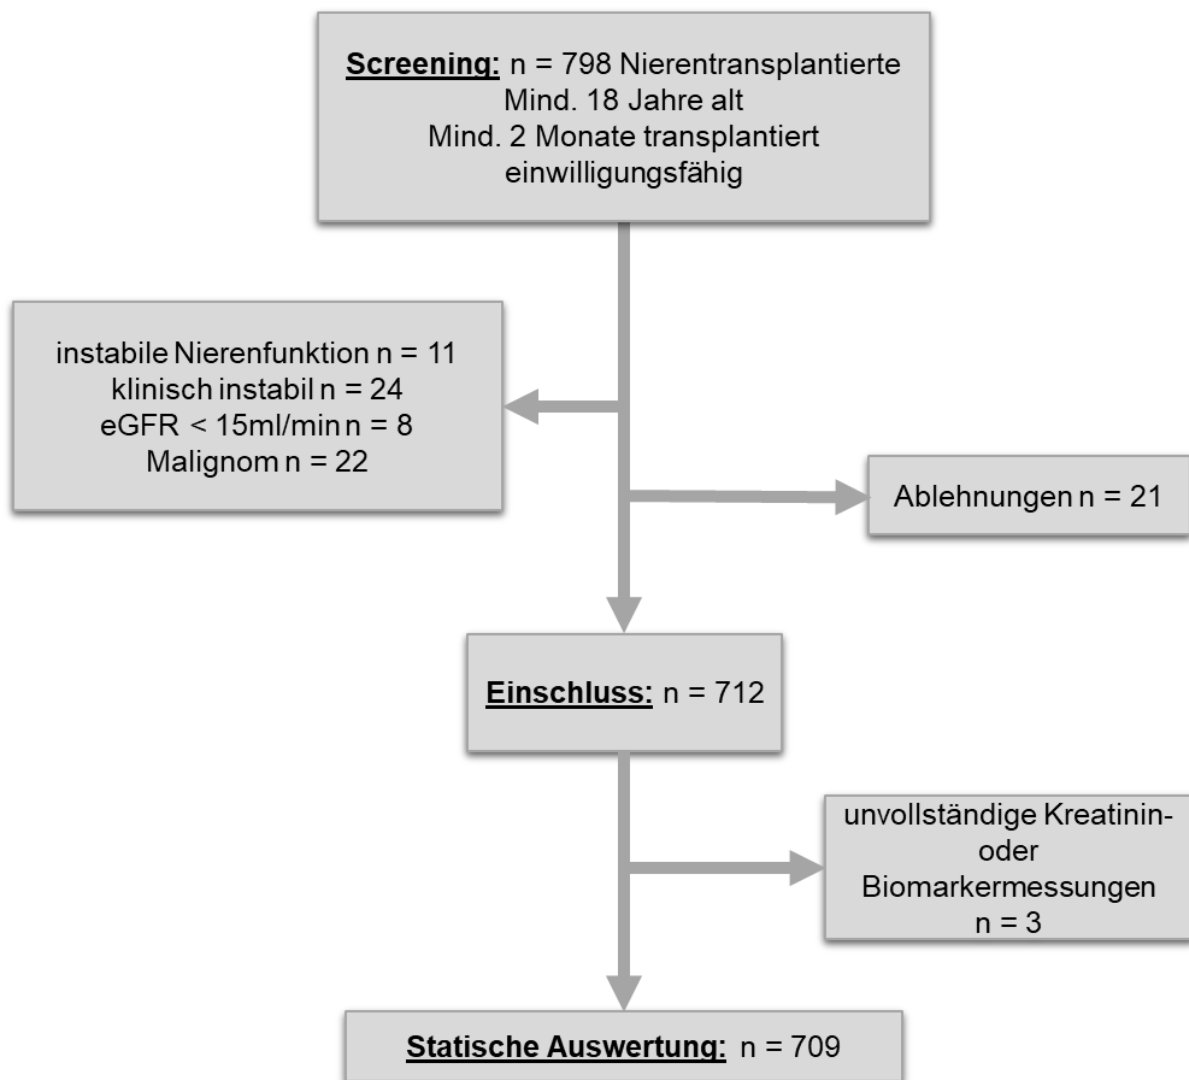 Screening: n = 798 Nierentransplantierte
Mind. 18 Jahre alt
Mind. 2 Monate transplantiert
einwilligungsfähig
instabile Nierenfunktion n = 11
klinisch instabil n = 24
eGFR < 15ml/min n = 8
Malignom n = 22
Ablehnungen n = 21
Einschluss: n = 712
unvollständige Kreatinin-
oder
Biomarkermessungen
n = 3
Statische Auswertung: n = 709